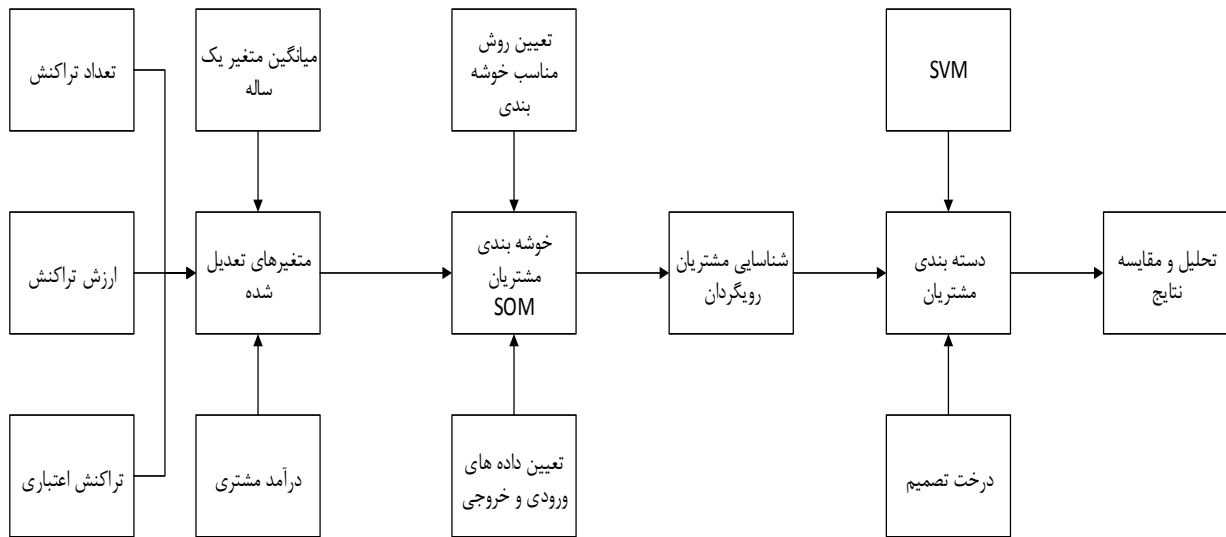 تعداد تراکنش
میانگین متغیر یک
ساله
تعیین روش
مناسب خوشه
بندی
SVM
ارزش تراکنش
متغیرهای تعدیل
شده
خوشه بندی
مشتریان
SOM
شناسایی مشتریان
رویگردان
دسته بندی
مشتریان
تحلیل و مقایسه
نتایج
تراکنش اعتباری
درآمد مشتری
تعیین داده های
ورودی و خروجی
درخت تصمیم